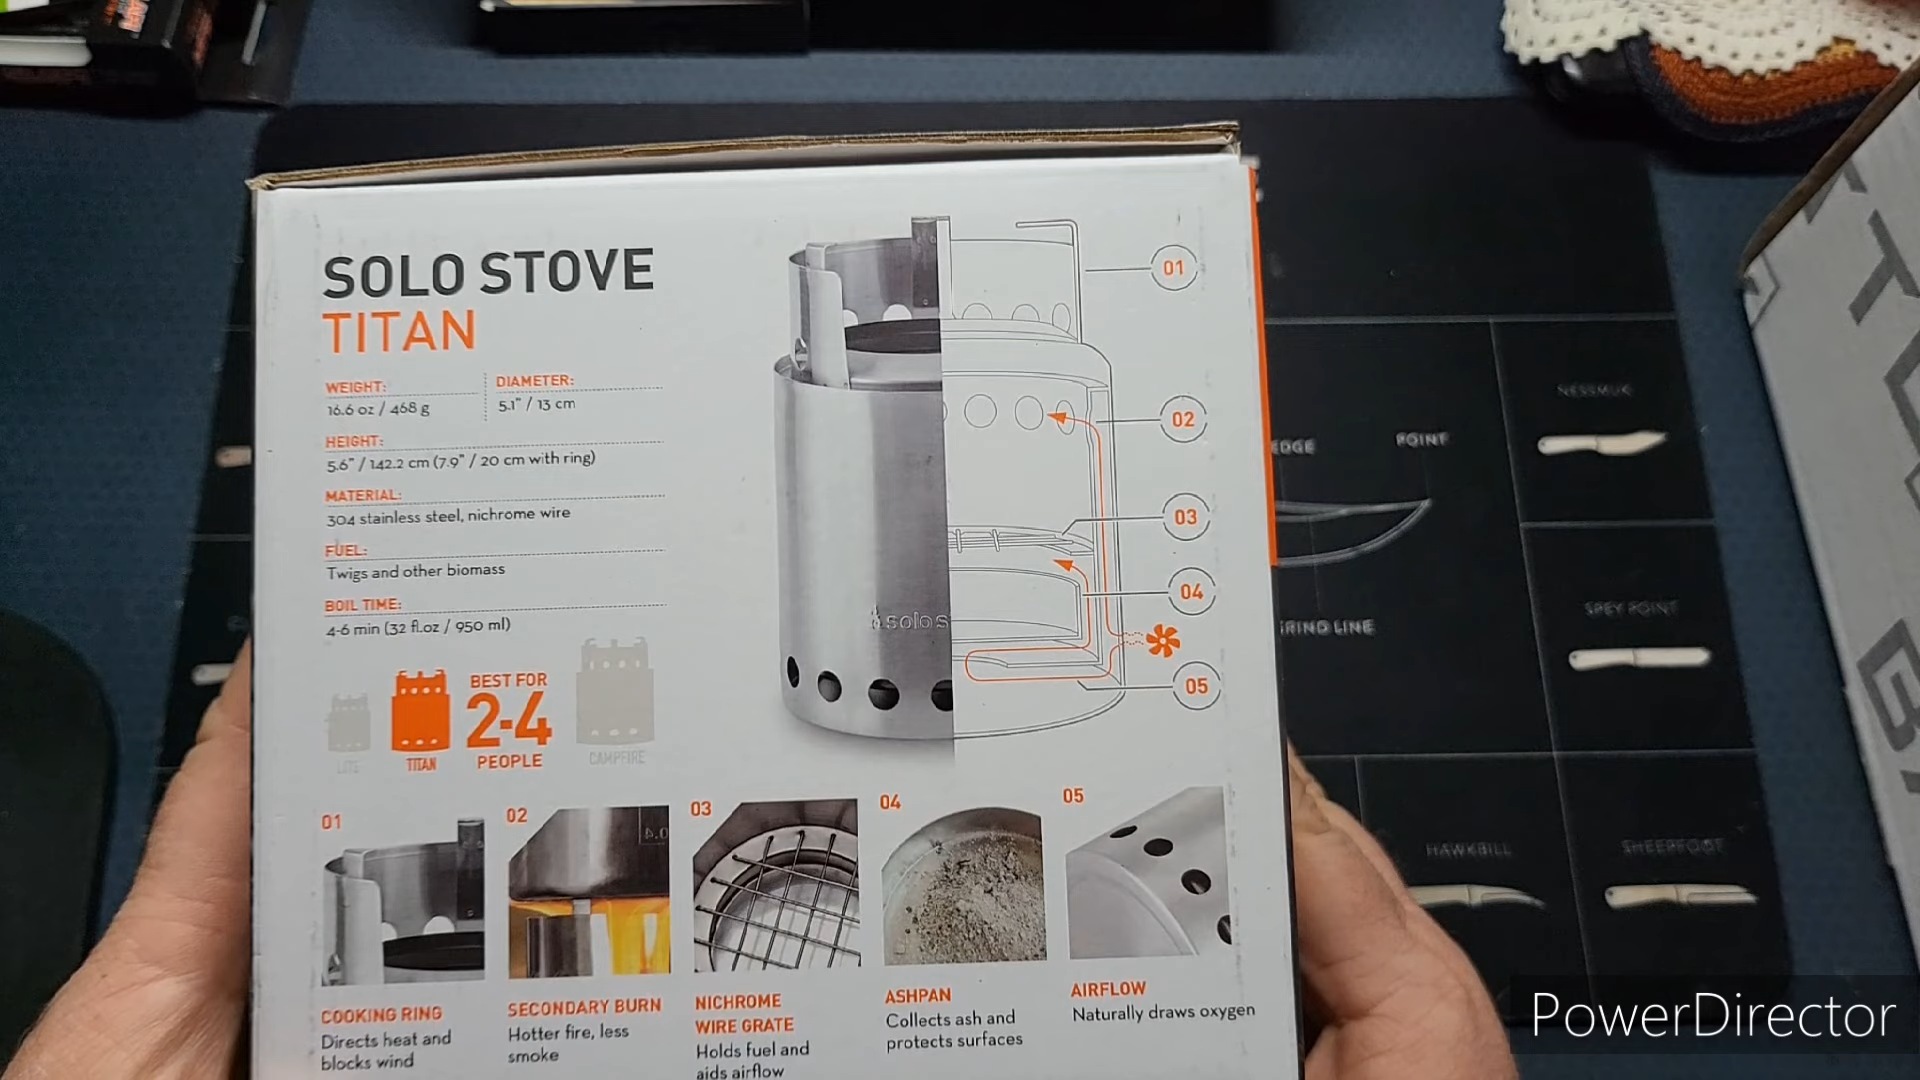 SOLO STOVE
TITAN
WEIGHT:
16.6 oz / 468 g
DIAMETER:
5.1" / 13 cm
HEIGHT:
5.6" / 142.2 cm (7.9" / 20 cm with ring)
MATERIAL:
304 stainless steel, nichrome wire
FUEL:
Twigs and other biomass
BOIL TIME:
4-6 min (32 fl.oz / 950 ml)
LITE
TITAN
BEST FOR
2-4
PEOPLE
CAMPFIRE
solo s
01
02
03
04
05
01
COOKING RING
Directs heat and
blocks wind
02
SECONDARY BURN
Hotter fire, less
smoke
03
NICHROME
WIRE GRATE
Holds fuel and
aids airflow
04
ASHPAN
Collects ash and
protects surfaces
05
AIRFLOW
Naturally draws oxygen
EDGE
POINT
GRIND LINE
NESSMUK
SPEY POINT
HAWKBILL
SHEEPFOOT
PowerDirector